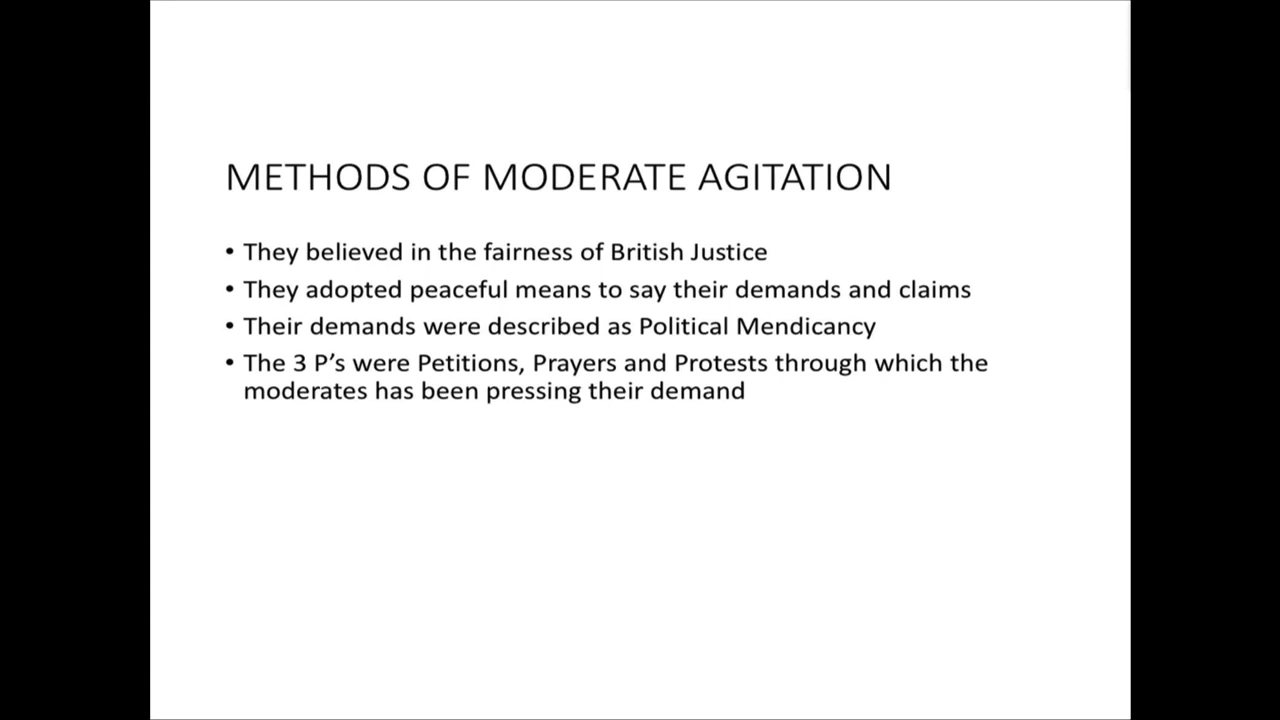 METHODS OF MODERATE AGITATION
• They believed in the fairness of British Justice
• They adopted peaceful means to say their demands and claims
• Their demands were described as Political Mendicancy
• The 3 P’s were Petitions, Prayers and Protests through which the
moderates has been pressing their demand